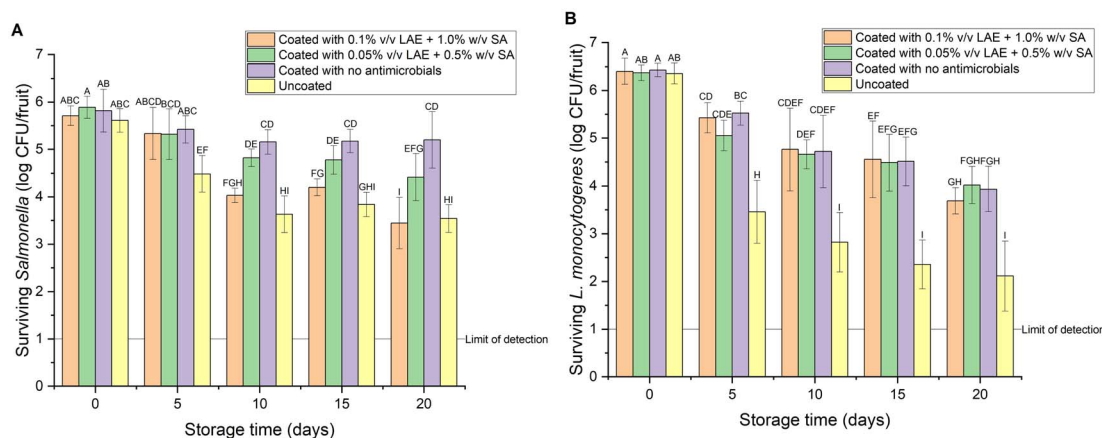 A
Surviving Salmonella (log CFU/fruit)
7
6
5
4
3
2
1
0
Coated with 0.1% v/v LAE + 1.0% w/v SA
Coated with 0.05% v/v LAE + 0.5% w/v SA
Coated with no antimicrobials
Uncoated
ABC
A
AB
ABC
ABCD
BCD
ABC
EF
FGH
DE
CD
HI
FG
DE
CD
GHI
I
EFG
CD
HI
Limit of detection
0
5
10
15
20
Storage time (days)
B
Surviving L. monocytogenes (log CFU/fruit)
7
6
5
4
3
2
1
0
Coated with 0.1% v/v LAE + 1.0% w/v SA
Coated with 0.05% v/v LAE + 0.5% w/v SA
Coated with no antimicrobials
Uncoated
A
AB
A
AB
CD
CDE
BC
H
CDEF
DEF
CDEF
I
EF
EFG
EFG
I
GH
FGH
FGH
I
Limit of detection
0
5
10
15
20
Storage time (days)